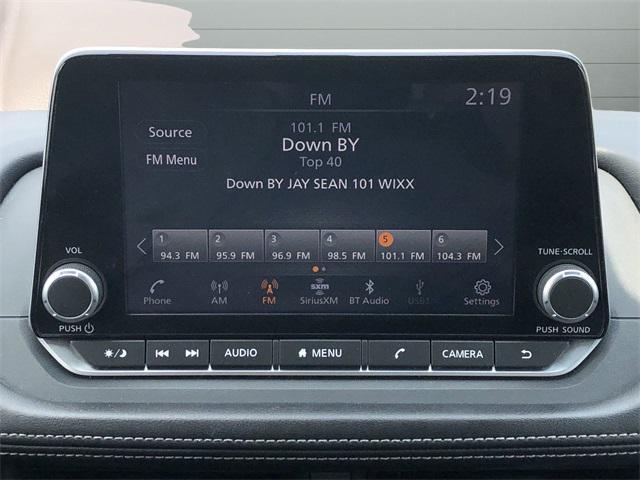 FM 2:19
Source
101.1 FM
Down BY
FM Menu
Top 40
Down BY JAY SEAN 101 WIXX
1 2 3 4 5 6
94.3 FM 95.9 FM 96.9 FM 98.5 FM 101.1 FM 104.3 FM
VOL TUNE·SCROLL
sxm
Phone AM FM SiriusXM BT Audio USB1 Settings
PUSH PUSH SOUND
AUDIO MENU CAMERA